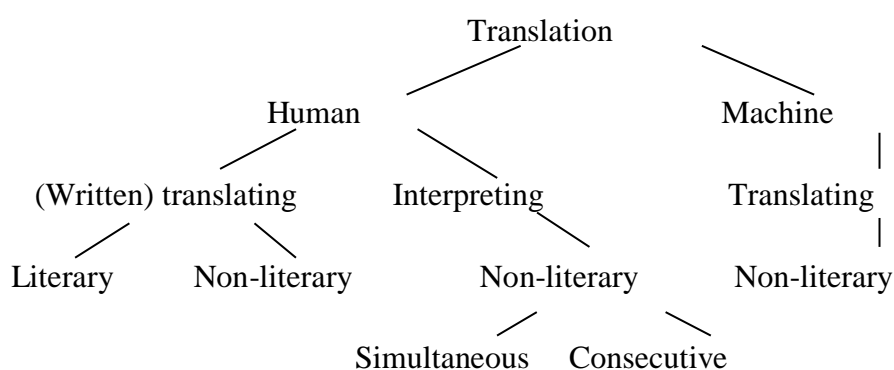 Translation
Human Machine
(Written) translating Interpreting Translating
Literary Non-literary Non-literary Non-literary
Simultaneous Consecutive